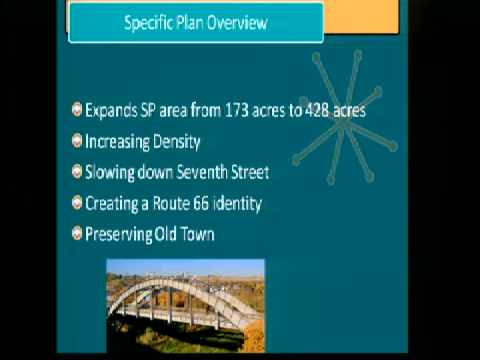 Specific Plan Overview
Expands SP area from 173 acres to 428 acres
Increasing Density
Slowing down Seventh Street
Creating a Route 66 identity
Preserving Old Town